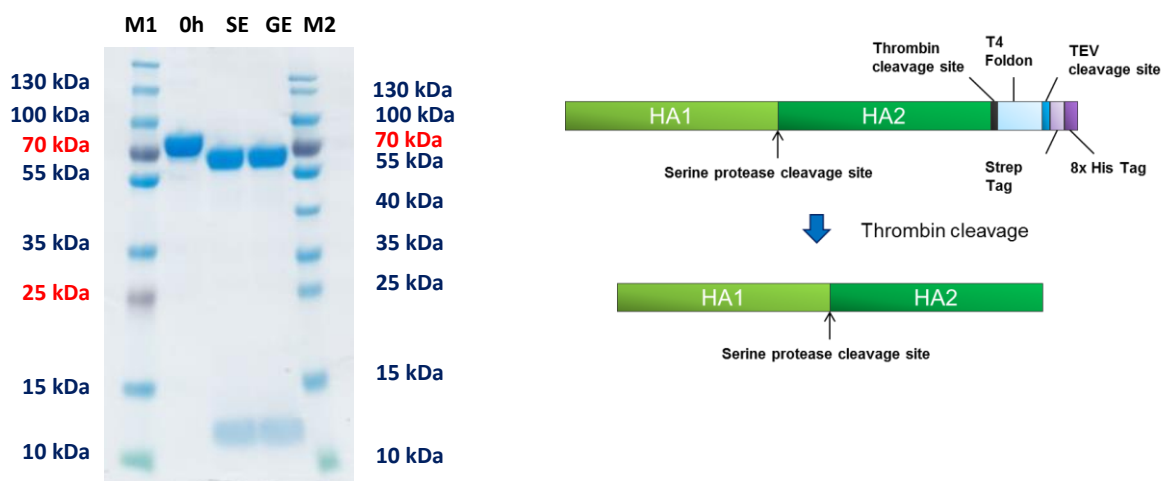 M1 0h SE GE M2
130 kDa
100 kDa
70 kDa
55 kDa
35 kDa
25 kDa
15 kDa
10 kDa
130 kDa
100 kDa
70 kDa
55 kDa
40 kDa
35 kDa
25 kDa
15 kDa
10 kDa
Thrombin
cleavage site
T4
Foldon
TEV
cleavage site
HA1
HA2
Serine protease cleavage site
Strep
Tag
8x His Tag
Thrombin cleavage
HA1
HA2
Serine protease cleavage site